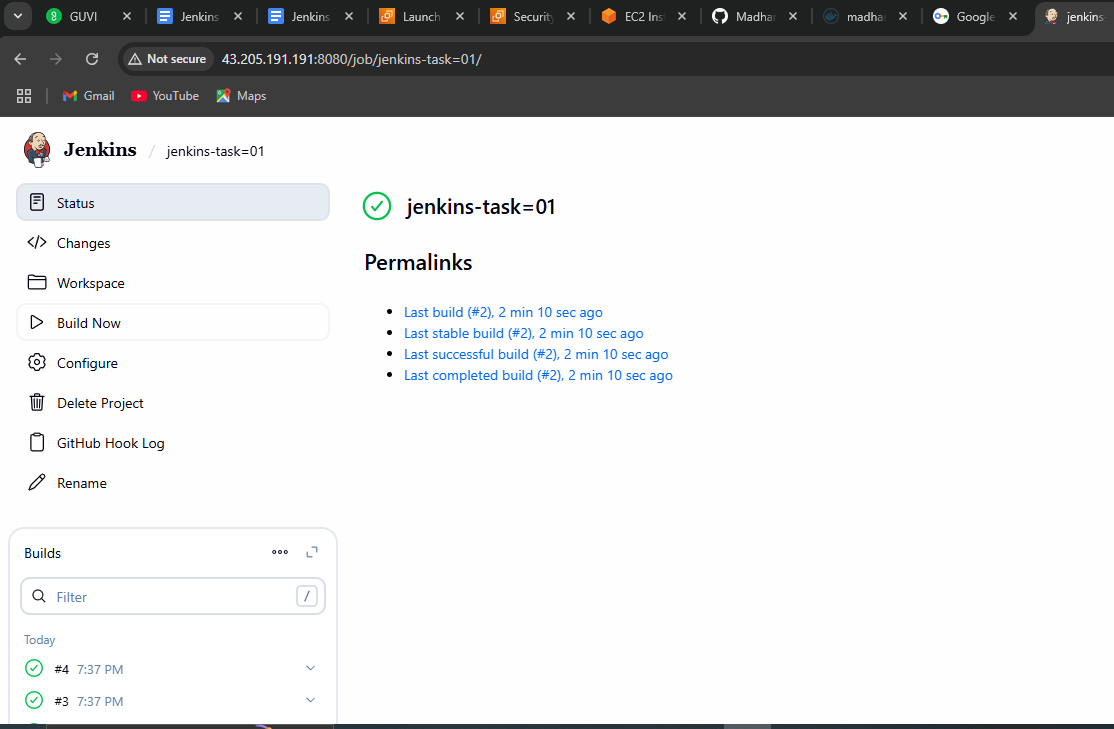 GUVI
Jenkins
Jenkins
Launch
Security
EC2 Ins
Madhar
madhar
Google
jenkins
Not secure
43.205.191.191:8080/job/jenkins-task=01/
Gmail
YouTube
Maps
Jenkins / jenkins-task=01
Status
Changes
Workspace
Build Now
Configure
Delete Project
GitHub Hook Log
Rename
jenkins-task=01
Permalinks
Last build (#2), 2 min 10 sec ago
Last stable build (#2), 2 min 10 sec ago
Last successful build (#2), 2 min 10 sec ago
Last completed build (#2), 2 min 10 sec ago
Builds
Filter /
Today
#4 7:37 PM
#3 7:37 PM